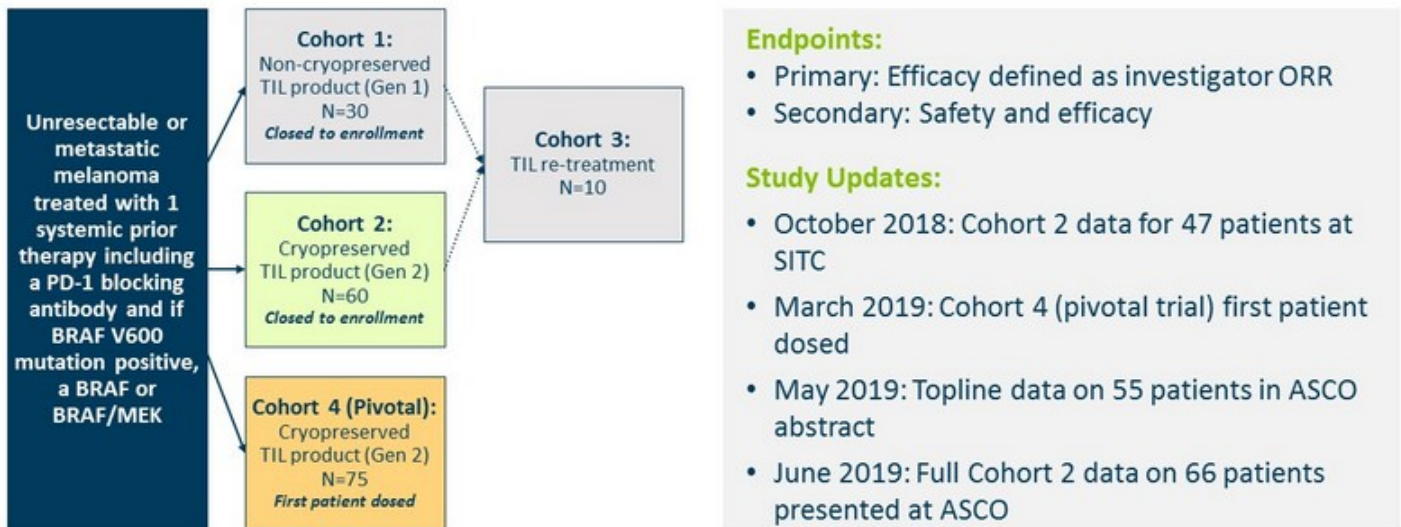 Unresectable or
metastatic
melanoma
treated with 1
systemic prior
therapy including
a PD-1 blocking
antibody and if
BRAF V600
mutation positive,
a BRAF or
BRAF/MEK
Cohort 1:
Non-cryopreserved
TIL product (Gen 1)
N=30
Closed to enrollment
Cohort 2:
Cryopreserved
TIL product (Gen 2)
N=60
Closed to enrollment
Cohort 4 (Pivotal):
Cryopreserved
TIL product (Gen 2)
N=75
First patient dosed
Cohort 3:
TIL re-treatment
N=10
Endpoints:
• Primary: Efficacy defined as investigator ORR
• Secondary: Safety and efficacy
Study Updates:
• October 2018: Cohort 2 data for 47 patients at
SITC
• March 2019: Cohort 4 (pivotal trial) first patient
dosed
• May 2019: Topline data on 55 patients in ASCO
abstract
• June 2019: Full Cohort 2 data on 66 patients
presented at ASCO